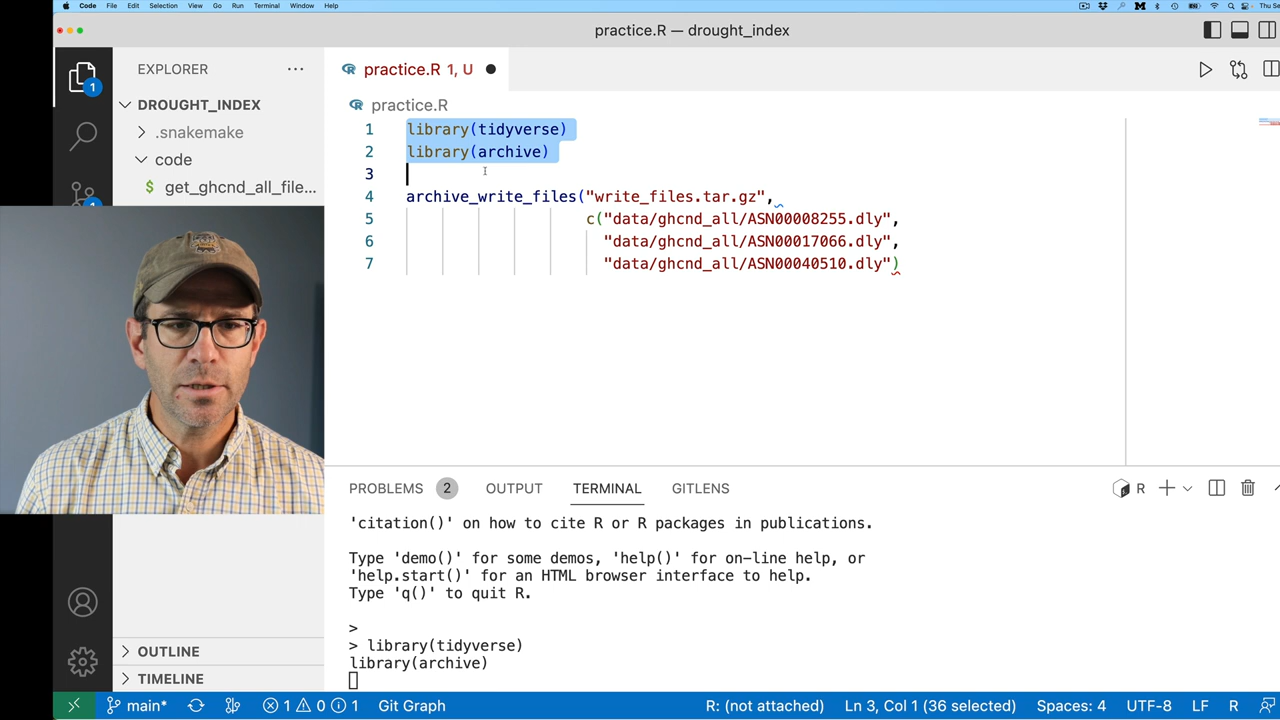 Code File Edit Selection View Go Run Terminal Window Help
practice.R — drought_index
EXPLORER
practice.R 1, U
DROUGHT_INDEX
practice.R
.snakemake
code
get_ghcnd_all_file...
1
1
1 library(tidyverse)
2 library(archive)
3
4 archive_write_files("write_files.tar.gz",
5 c("data/ghcnd_all/ASN00008255.dly",
6 "data/ghcnd_all/ASN00017066.dly",
7 "data/ghcnd_all/ASN00040510.dly")
PROBLEMS 2 OUTPUT TERMINAL GITLENS
R
'citation()' on how to cite R or R packages in publications.
Type 'demo()' for some demos, 'help()' for on-line help, or
'help.start()' for an HTML browser interface to help.
Type 'q()' to quit R.
>
> library(tidyverse)
library(archive)
OUTLINE
TIMELINE
main* 1 0 1 Git Graph R: (not attached) Ln 3, Col 1 (36 selected) Spaces: 4 UTF-8 LF R